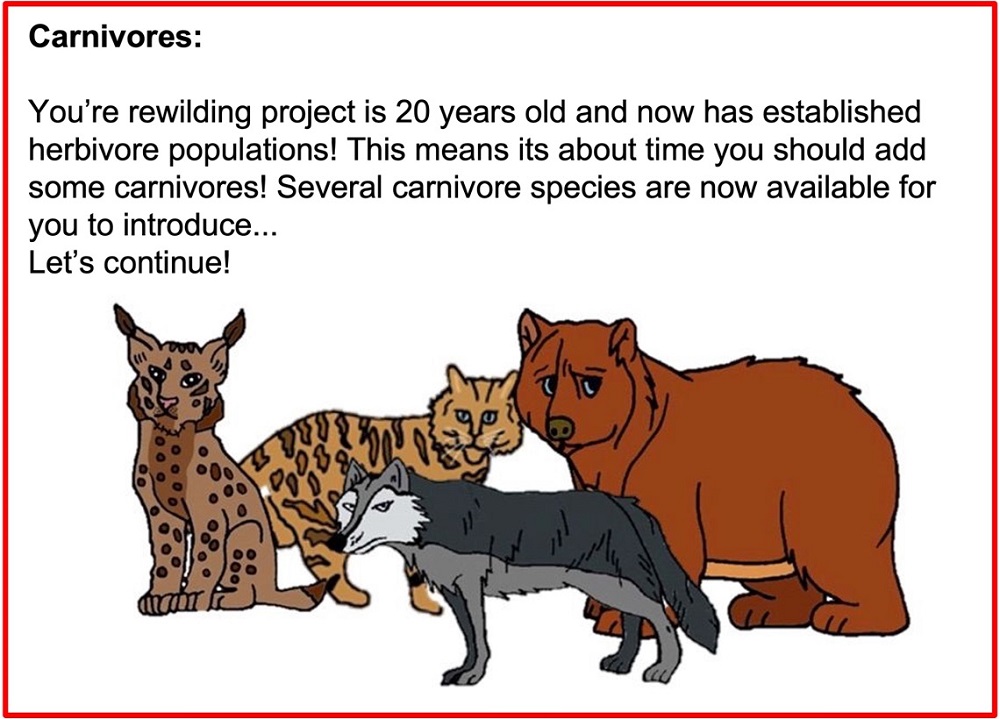 Carnivores:
You’re rewilding project is 20 years old and now has established
herbivore populations! This means its about time you should add
some carnivores! Several carnivore species are now available for
you to introduce...
Let’s continue!